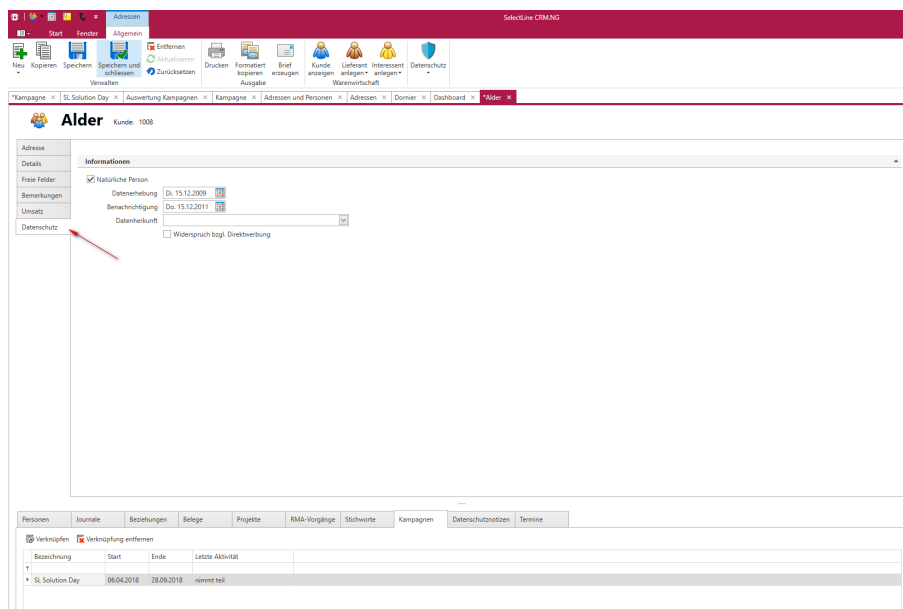 Adressen SelectLine CRM.NG
Start Fenster Allgemein
Neu Kopieren Speichern Speichern und schliessen Entfernen Aktualisieren Zurücksetzen Drucken Formatiert kopieren Brief erzeugen Kunde anzeigen Lieferant anlegen Interessent anlegen Datenschutz
Verwalten Ausgabe Warenwirtschaft
*Kampagne × SL Solution Day × Auswertung Kampagnen × Kampagne × Adressen und Personen × Adressen × Dornier × Dashboard × *Alder ×
Alder Kunde: 1008
Adresse
Details
Freie Felder
Bemerkungen
Umsatz
Datenschutz
Informationen
Natürliche Person
Datenerhebung Di. 15.12.2009
Benachrichtigung Do. 15.12.2011
Datenherkunft
Widerspruch bzgl. Direktwerbung
Personen Journale Beziehungen Belege Projekte RMA-Vorgänge Stichworte Kampagnen Datenschutznotizen Termine
Verknüpfen Verknüpfung entfernen
Bezeichnung Start Ende Letzte Aktivität
SL Solution Day 06.04.2018 28.09.2018 nimmt teil